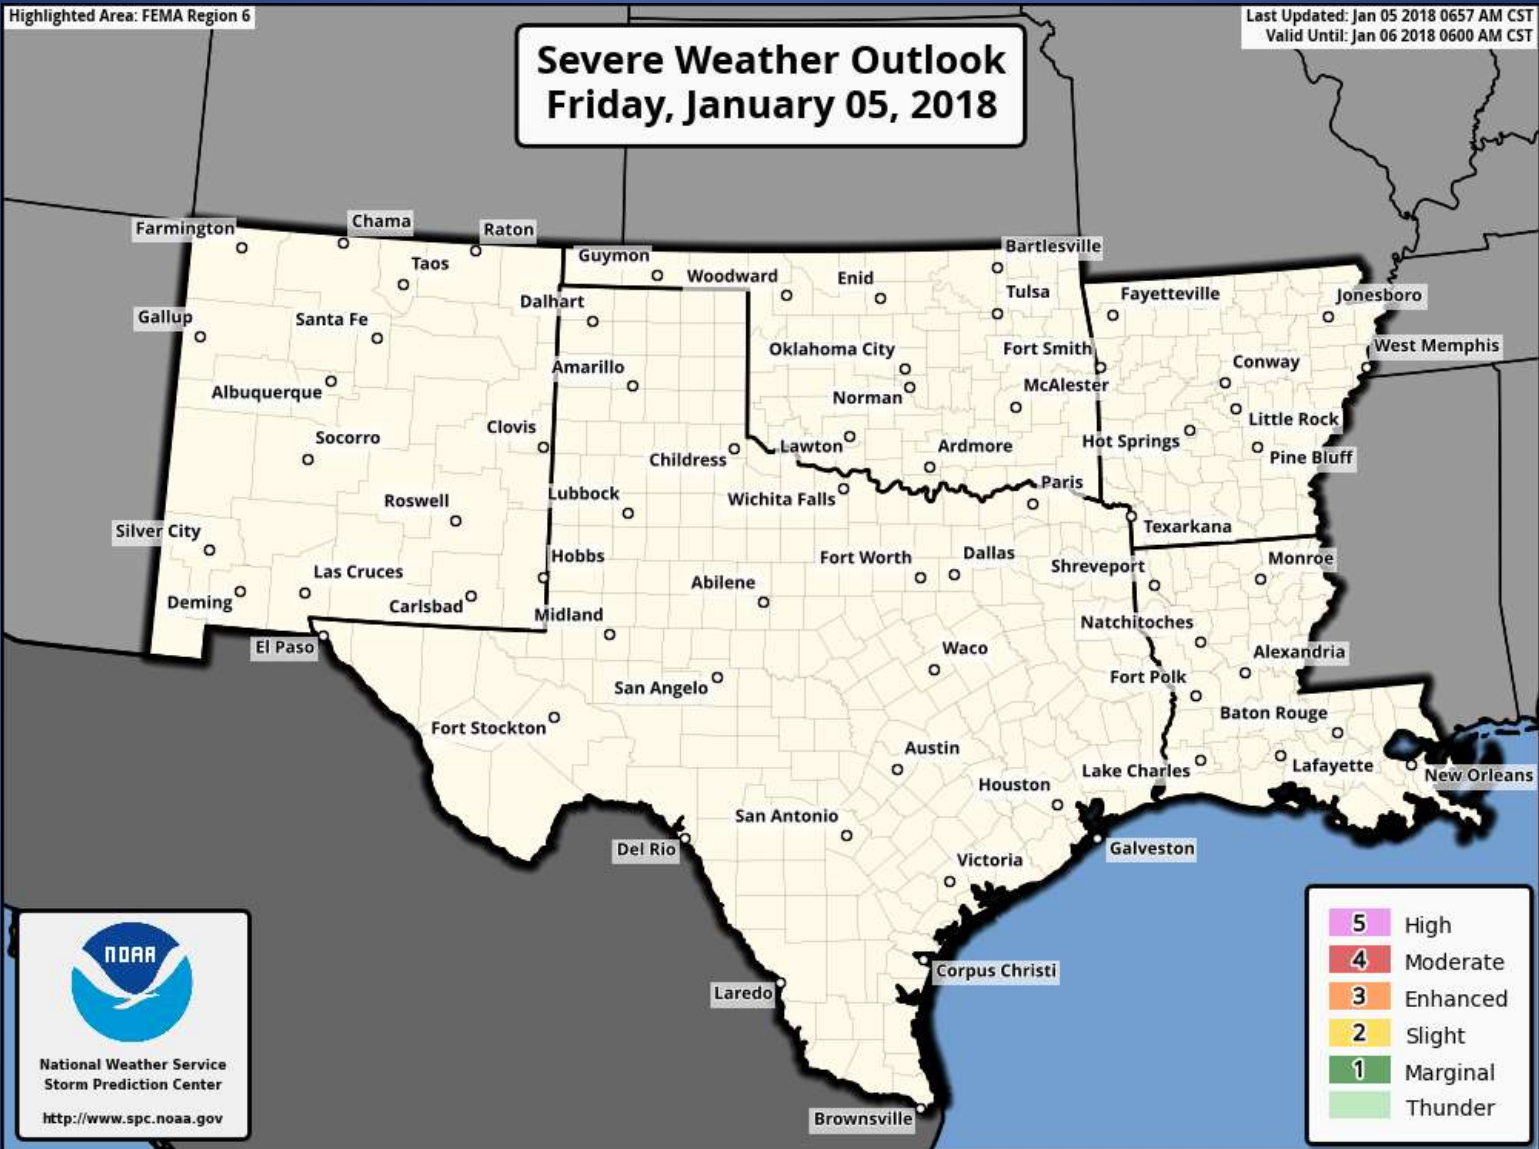 Highlighted Area: FEMA Region 6
Last Updated: Jan 05 2018 0657 AM CST
Valid Until: Jan 06 2018 0600 AM CST
Severe Weather Outlook
Friday, January 05, 2018
Farmington
Chama
Raton
Taos
Guymon
Woodward
Enid
Bartlesville
Tulsa
Dalhart
Fayetteville
Jonesboro
Gallup
Santa Fe
Oklahoma City
Fort Smith
West Memphis
Amarillo
Conway
Albuquerque
Norman
McAlester
Little Rock
Socorro
Clovis
Lawton
Ardmore
Hot Springs
Pine Bluff
Childress
Roswell
Lubbock
Wichita Falls
Paris
Texarkana
Silver City
Hobbs
Fort Worth
Dallas
Shreveport
Monroe
Las Cruces
Abilene
Deming
Carlsbad
Midland
Natchitoches
El Paso
Waco
Alexandria
San Angelo
Fort Polk
Fort Stockton
Baton Rouge
Austin
Lake Charles
Lafayette
New Orleans
Houston
San Antonio
Del Rio
Galveston
Victoria
Corpus Christi
Laredo
Brownsville
NOAA
National Weather Service
Storm Prediction Center
http://www.spc.noaa.gov
5 High
4 Moderate
3 Enhanced
2 Slight
1 Marginal
Thunder